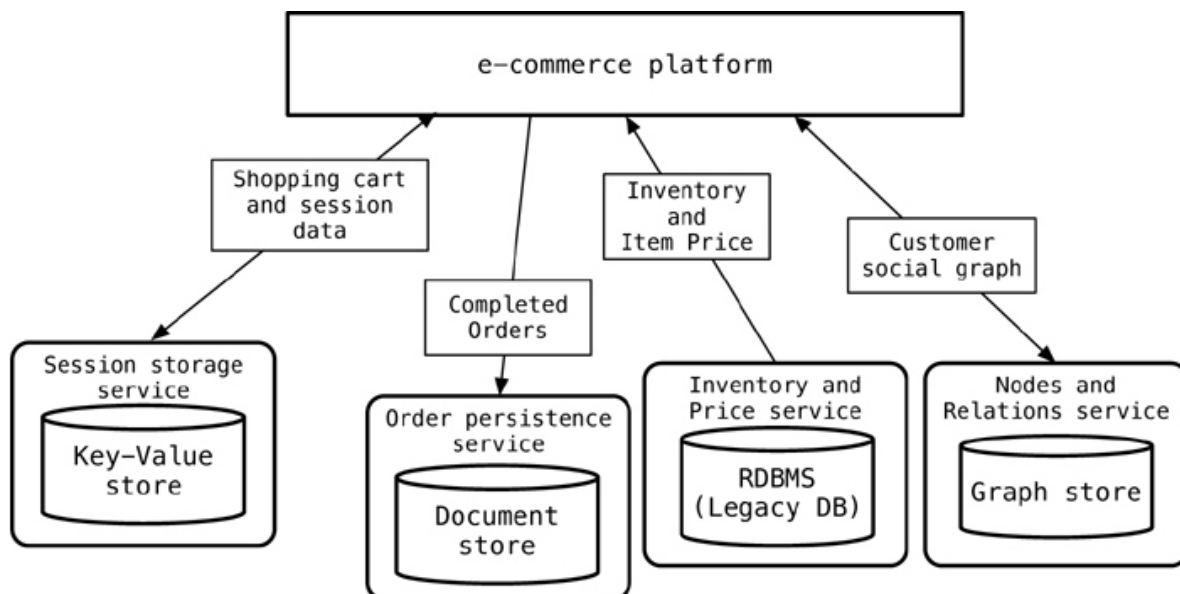 e-commerce platform
Shopping cart
and session
data
Inventory
and
Item Price
Customer
social graph
Completed
Orders
Session storage
service
Key-Value
store
Order persistence
service
Document
store
Inventory and
Price service
RDBMS
(Legacy DB)
Nodes and
Relations service
Graph store